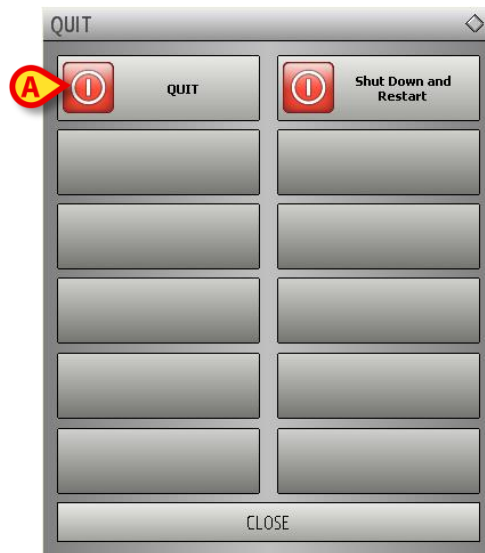 QUIT
A
QUIT
Shut Down and
Restart
CLOSE